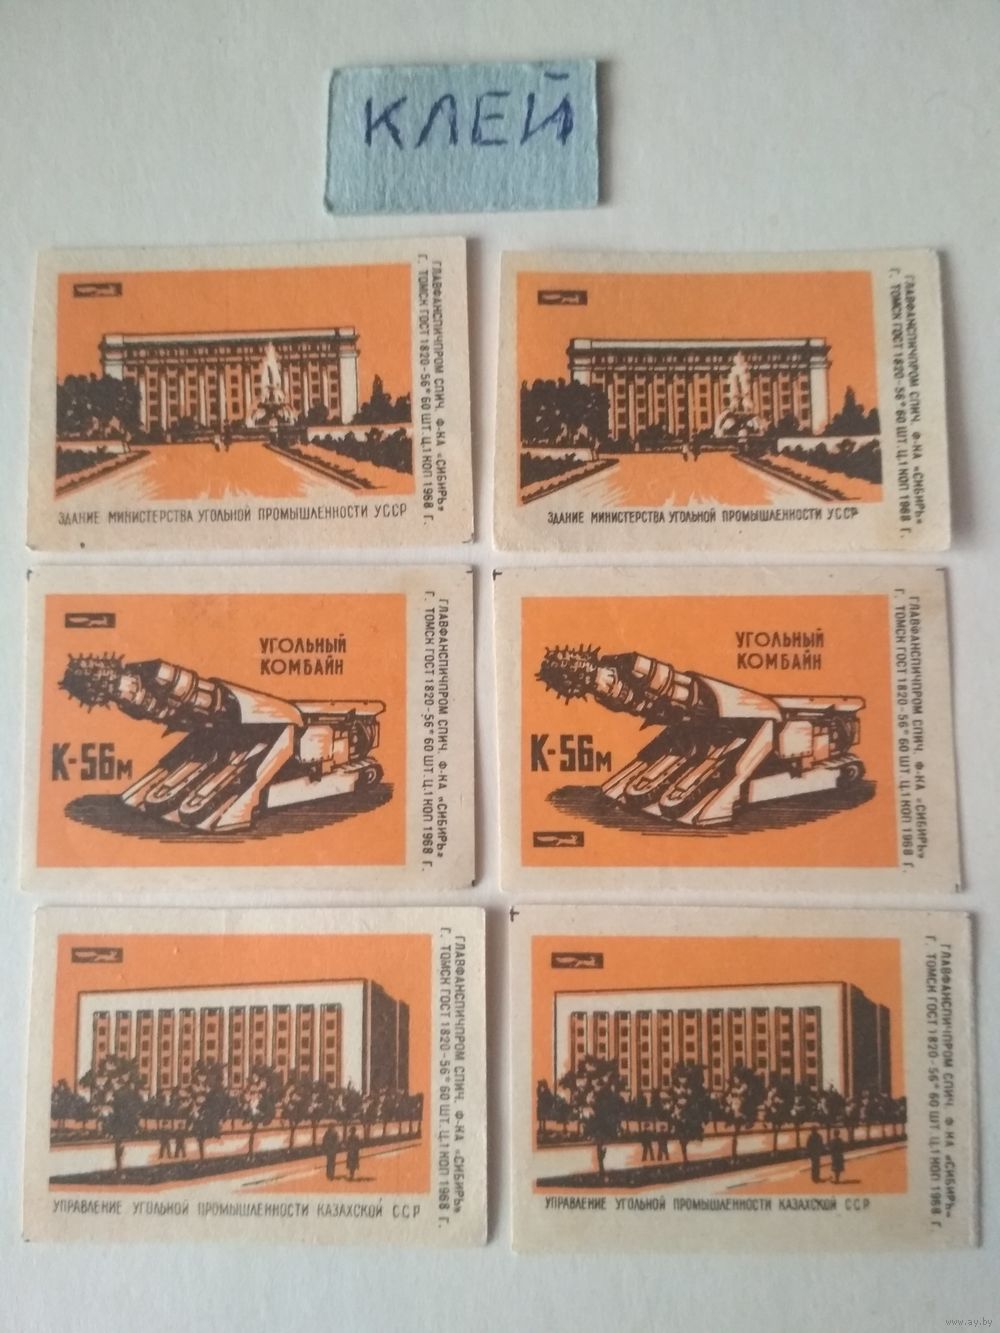 КЛЕЙ
ГЛАВФАНСПИЧПРОМ СПИЧ. Ф-КА «СИБИРЬ»
Г. ТОМСК ГОСТ 1820-56* 60 ШТ. Ц.1 КОП 1968 Г.
ЗДАНИЕ МИНИСТЕРСТВА УГОЛЬНОЙ ПРОМЫШЛЕННОСТИ УССР
ГЛАВФАНСПИЧПРОМ СПИЧ. Ф-КА «СИБИРЬ»
Г. ТОМСК ГОСТ 1820-56* 60 ШТ. Ц.1 КОП 1968 Г.
ЗДАНИЕ МИНИСТЕРСТВА УГОЛЬНОЙ ПРОМЫШЛЕННОСТИ УССР
УГОЛЬНЫЙ
КОМБАЙН
К-56м
ГЛАВФАНСПИЧПРОМ СПИЧ. Ф-КА «СИБИРЬ»
Г. ТОМСК ГОСТ 1820-56* 60 ШТ. Ц.1 КОП 1968 Г.
УГОЛЬНЫЙ
КОМБАЙН
К-56м
ГЛАВФАНСПИЧПРОМ СПИЧ. Ф-КА «СИБИРЬ»
Г. ТОМСК ГОСТ 1820-56* 60 ШТ. Ц.1 КОП 1968 Г.
ГЛАВФАНСПИЧПРОМ СПИЧ. Ф-КА «СИБИРЬ»
Г. ТОМСК ГОСТ 1820-56* 60 ШТ. Ц.1 КОП 1968 Г.
УПРАВЛЕНИЕ УГОЛЬНОЙ ПРОМЫШЛЕННОСТИ КАЗАХСКОЙ ССР
ГЛАВФАНСПИЧПРОМ СПИЧ. Ф-КА «СИБИРЬ»
Г. ТОМСК ГОСТ 1820-56* 60 ШТ. Ц.1 КОП 1968 Г.
УПРАВЛЕНИЕ УГОЛЬНОЙ ПРОМЫШЛЕННОСТИ КАЗАХСКОЙ ССР
www.ay.by